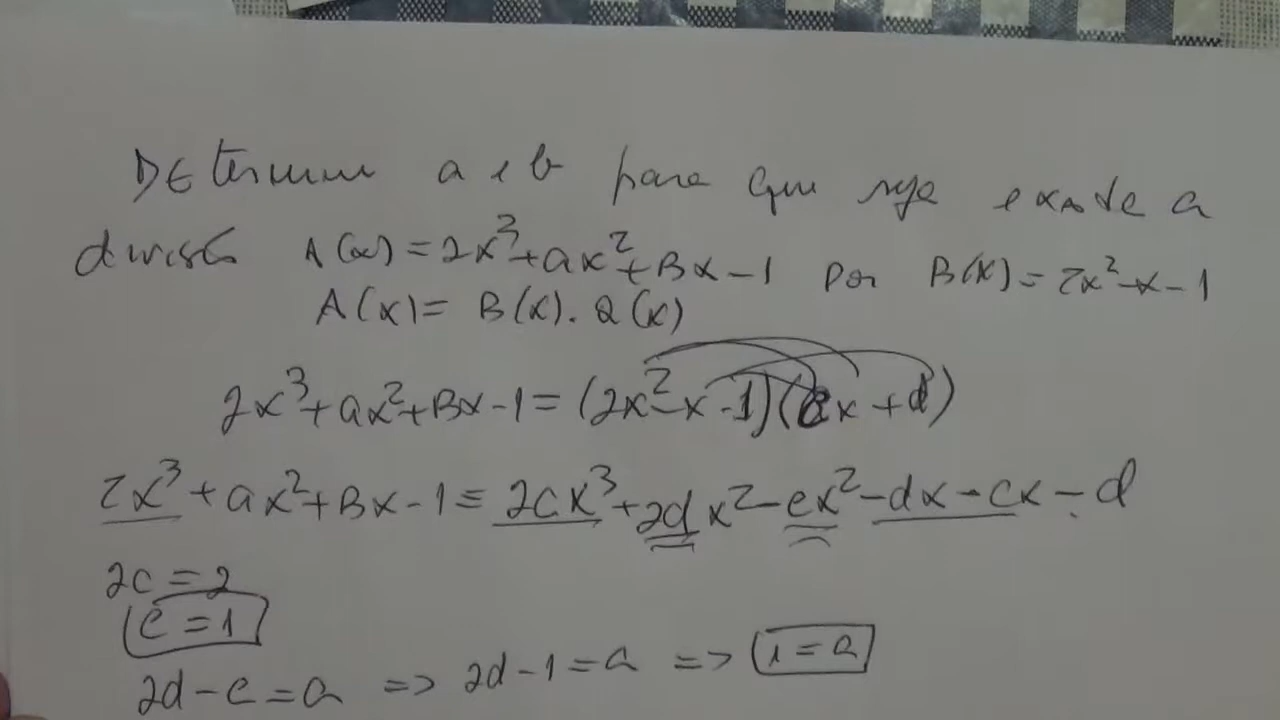 Determine a e b para que seja exata a
divisão A(x) = 2x³ + ax² + Bx - 1 por B(x) = 2x² - x - 1
A(x) = B(x) . Q(x)
2x³ + ax² + Bx - 1 = (2x² - x - 1)(cx + d)
2x³ + ax² + Bx - 1 = 2cx³ + 2dx² - cx² - dx - cx - d
2c = 2
c = 1
2d - c = a => 2d - 1 = a => 1 = a